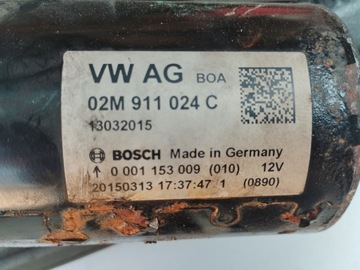 VW AG BOA
02M 911 024 C
13032015
BOSCH Made in Germany
↑ 0 001 153 009 (010) 12V
20150313 17:37:47 1 (0890)